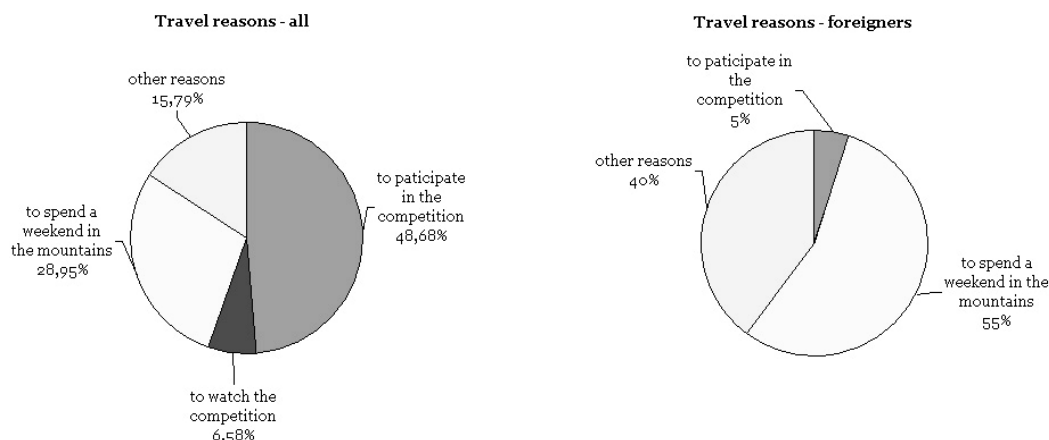 Travel reasons - all
other reasons
15,79%
to paticipate
in the
competition
48,68%
to spend a
weekend in
the mountains
28,95%
to watch the
competition
6,58%
Travel reasons - foreigners
to paticipate in
the
competition
5%
other reasons
40%
to spend a
weekend in the
mountains
55%